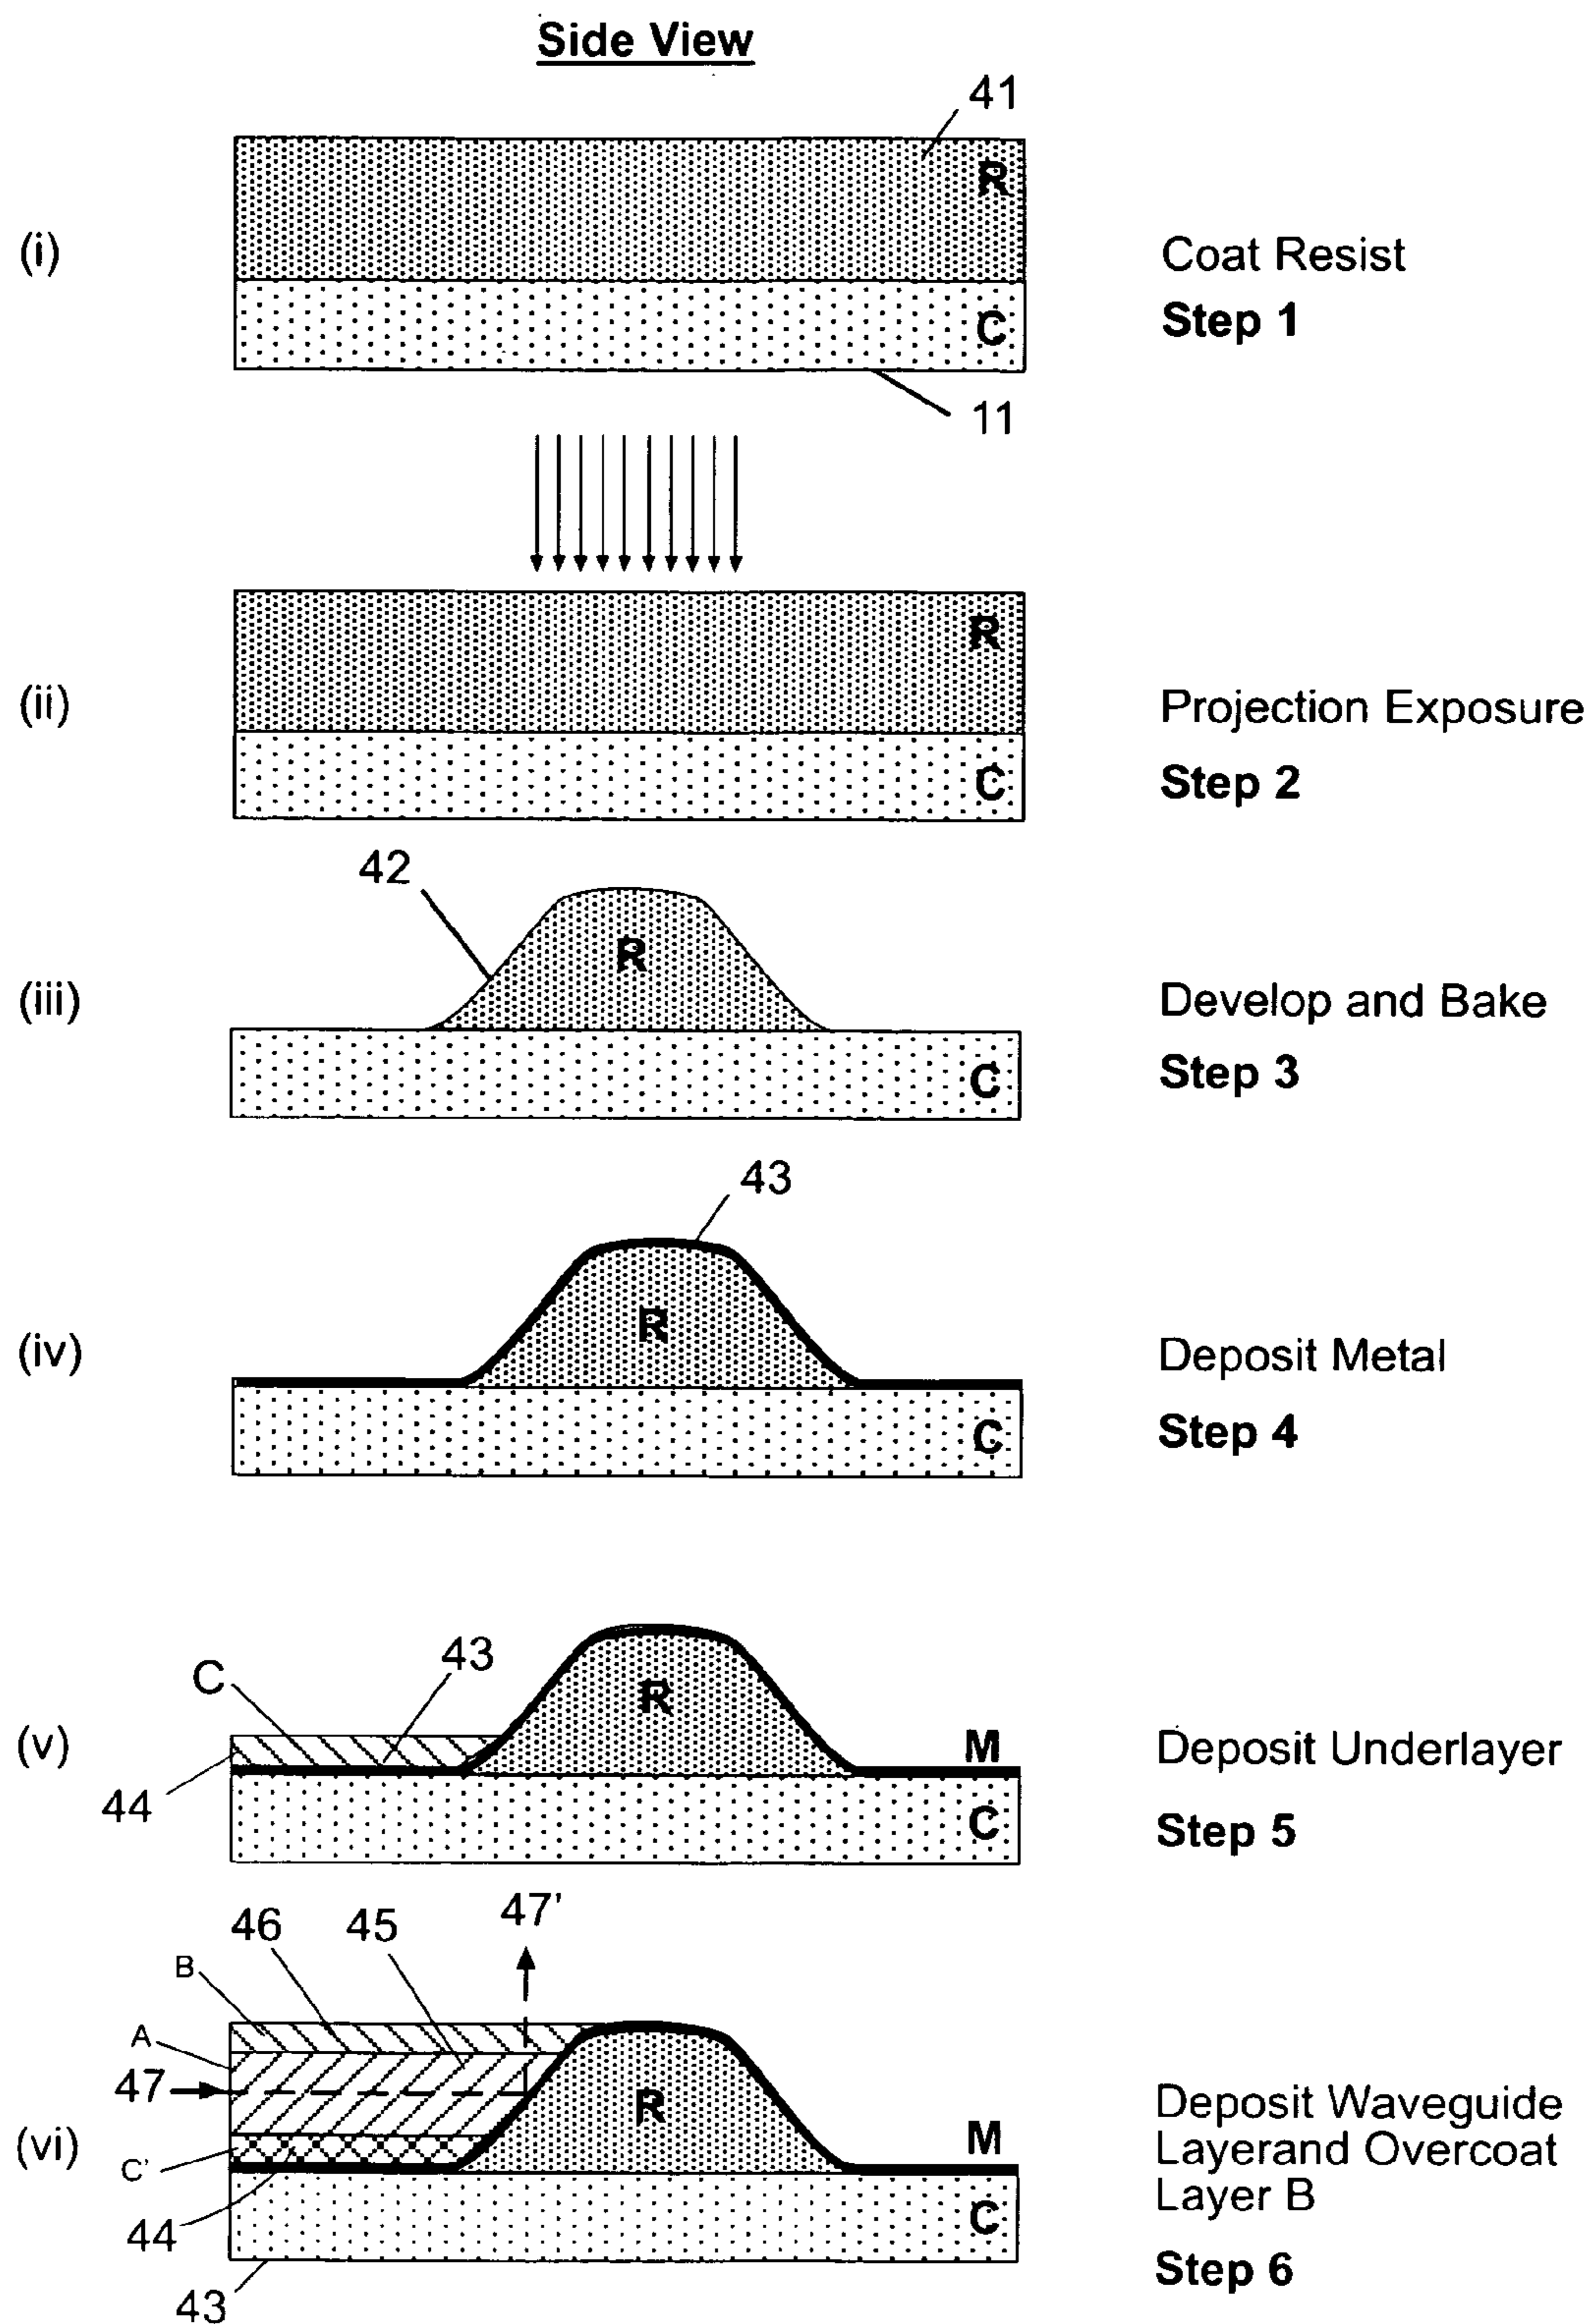 Side View
41
R
(i)
Coat Resist
C
Step 1
11
R
(ii)
Projection Exposure
C
Step 2
42
R
(iii)
Develop and Bake
C
Step 3
43
R
(iv)
Deposit Metal
C
Step 4
C
43
R
(v)
M
Deposit Underlayer
44
C
Step 5
46
45
47'
B
A
47
R
Deposit Waveguide
(vi)
M
Layerand Overcoat
C'
Layer B
44
C
Step 6
43